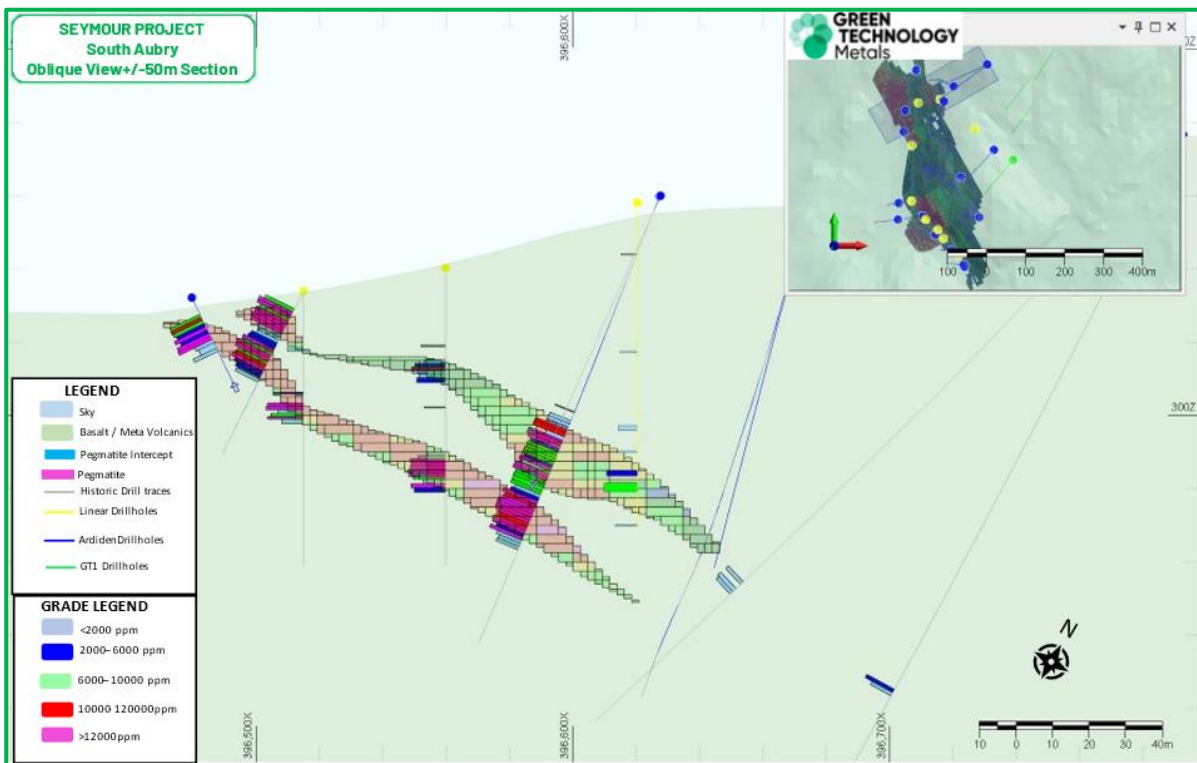 SEYMOUR PROJECT
South Aubry
Oblique View+/-50m Section
396,600X
GREEN
TECHNOLOGY
Metals
100 0 100 200 300 400m
300Z
LEGEND
Sky
Basalt / Meta Volcanics
Pegmatite Intercept
Pegmatite
Historic Drill traces
Linear Drillholes
ArdidenDrillholes
GT1 Drillholes
GRADE LEGEND
<2000 ppm
2000–6000 ppm
6000–10000 ppm
10000-120000ppm
>12000ppm
N
396,500X
396,600X
396,700X
10 0 10 20 30 40m